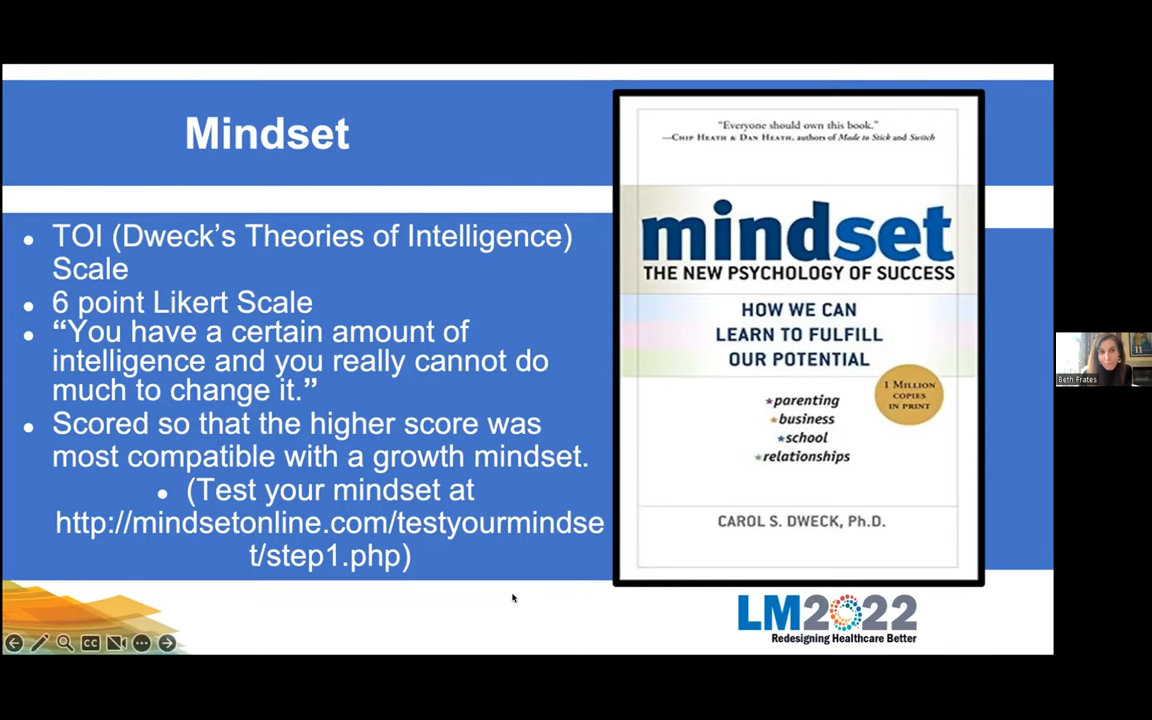 Mindset
TOI (Dweck's Theories of Intelligence)
Scale
6 point Likert Scale
“You have a certain amount of
intelligence and you really cannot do
much to change it.”
Scored so that the higher score was
most compatible with a growth mindset.
(Test your mindset at
http://mindsetonline.com/testyourmindse
t/step1.php)
"Everyone should own this book."
—CHIP HEATH & DAN HEATH, authors of Made to Stick and Switch
mindset
THE NEW PSYCHOLOGY OF SUCCESS
HOW WE CAN
LEARN TO FULFILL
OUR POTENTIAL
1 MILLION
COPIES
IN PRINT
*parenting
*business
*school
*relationships
CAROL S. DWECK, Ph.D.
LM2022
Redesigning Healthcare Better
CC
Beth Frates